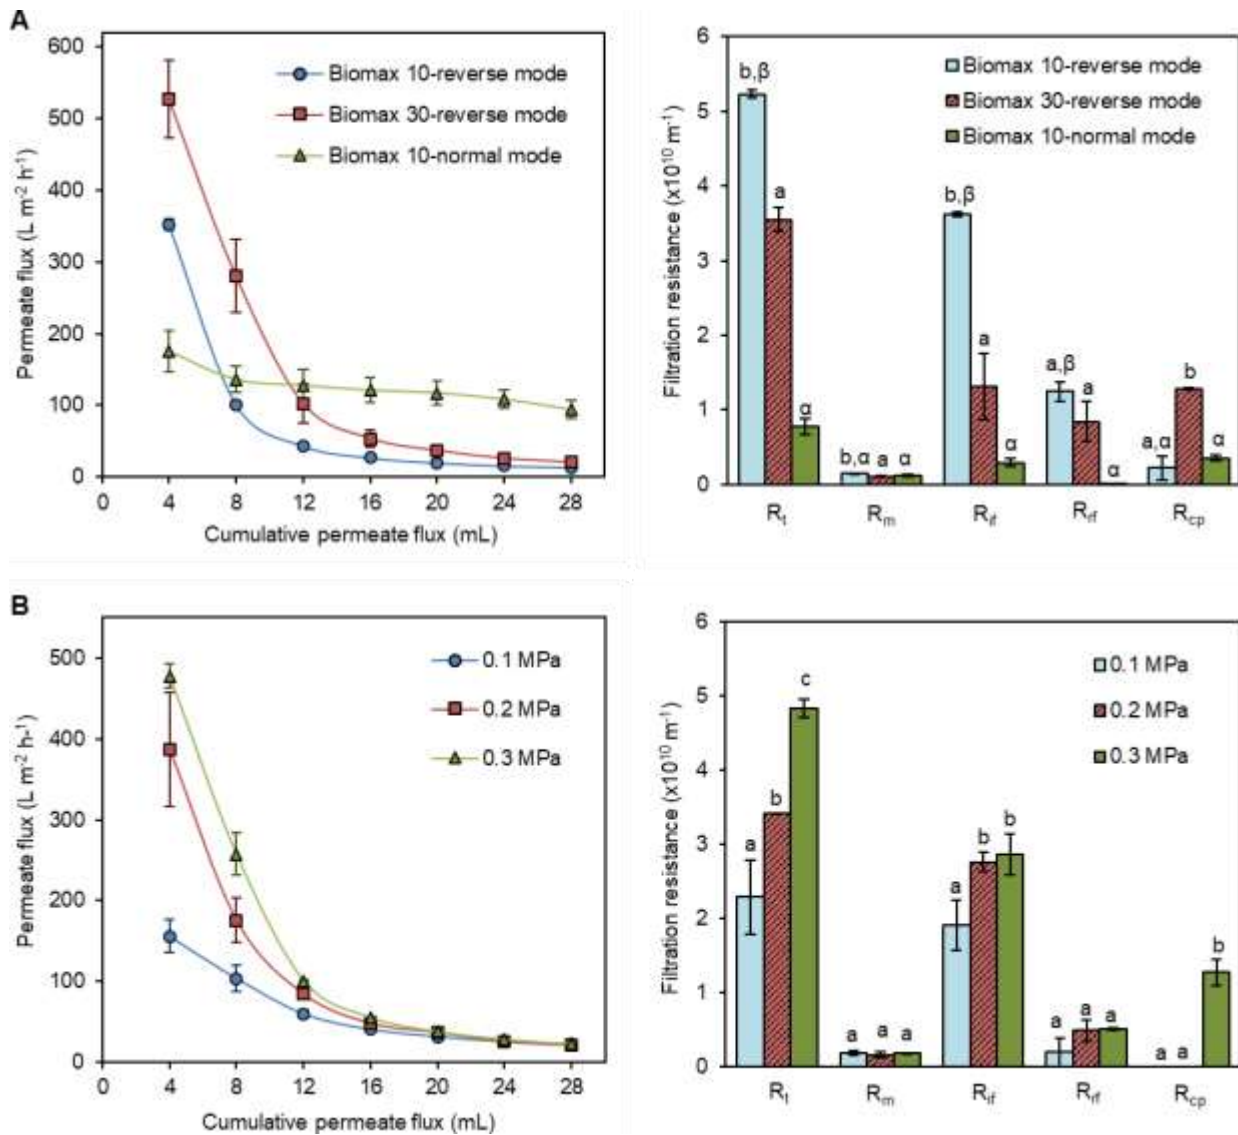 A
Permeate flux (L m-2 h-1)
600
500
400
300
200
100
0
Biomax 10-reverse mode
Biomax 30-reverse mode
Biomax 10-normal mode
0 4 8 12 16 20 24 28
Cumulative permeate flux (mL)
Filtration resistance (x10^10 m-1)
6
5
4
3
2
1
0
Biomax 10-reverse mode
Biomax 30-reverse mode
Biomax 10-normal mode
b,β a α
b,α a α
b,β a α
a,β a α
a,α b α
Rt Rm Rif Rrf Rcp
B
Permeate flux (L m-2 h-1)
500
400
300
200
100
0
0.1 MPa
0.2 MPa
0.3 MPa
0 4 8 12 16 20 24 28
Cumulative permeate flux (mL)
Filtration resistance (x10^10 m-1)
6
5
4
3
2
1
0
0.1 MPa
0.2 MPa
0.3 MPa
a b c
a a a
a b b
a a a
a a b
Rt Rm Rif Rrf Rcp